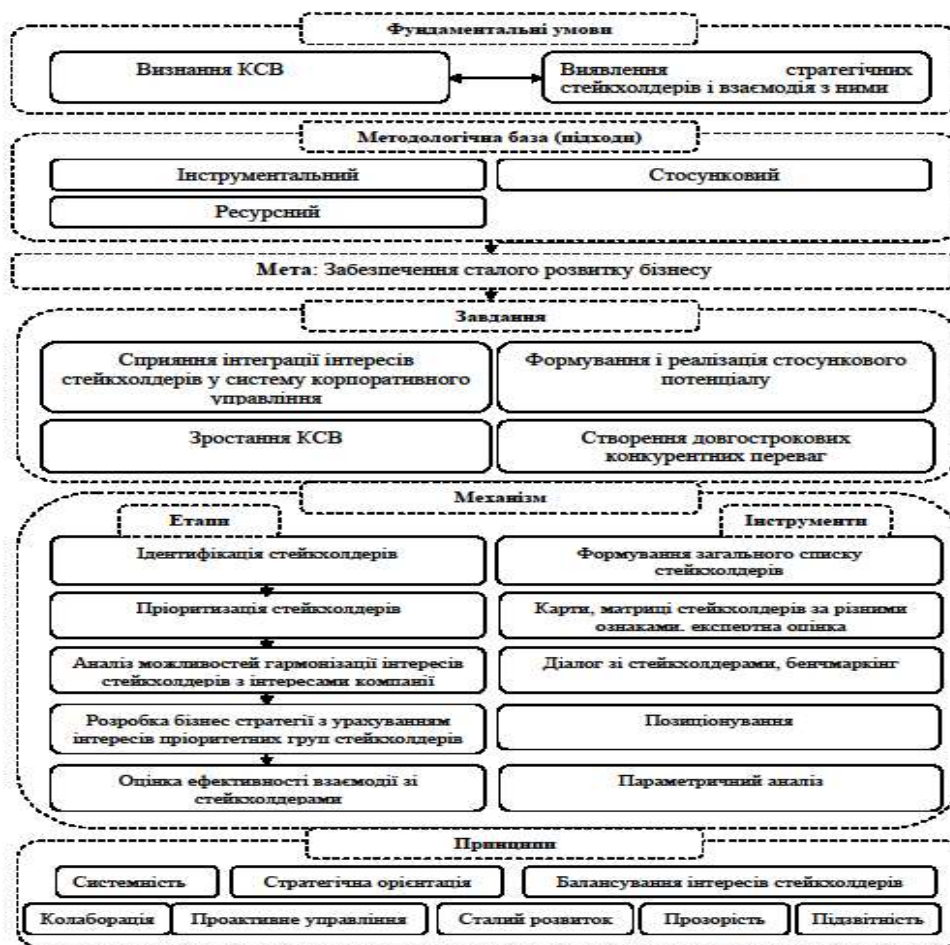 Фундаментальні умови
Визнання КСВ
Виявлення стратегічних
стейкхолдерів і взаємодія з ними
Методологічна база (підходи)
Інструментальний
Стосунковий
Ресурсний
Мета: Забезпечення сталого розвитку бізнесу
Завдання
Сприяння інтеграції інтересів
стейкхолдерів у систему корпоративного
управління
Формування і реалізація стосункового
потенціалу
Зростання КСВ
Створення довгострокових
конкурентних переваг
Механізм
Етапи
Інструменти
Ідентифікація стейкхолдерів
Формування загального списку
стейкхолдерів
Пріоритизація стейкхолдерів
Карти, матриці стейкхолдерів за різними
ознаками, експертна оцінка
Аналіз можливостей гармонізації інтересів
стейкхолдерів з інтересами компанії
Діалог зі стейкхолдерами, бенчмаркінг
Розробка бізнес стратегії з урахуванням
інтересів пріоритетних груп стейкхолдерів
Позиціонування
Оцінка ефективності взаємодії зі
стейкхолдерами
Параметричний аналіз
Принципи
Системність
Стратегічна орієнтація
Балансування інтересів стейкхолдерів
Колаборація
Проактивне управління
Сталий розвиток
Прозорість
Підзвітність